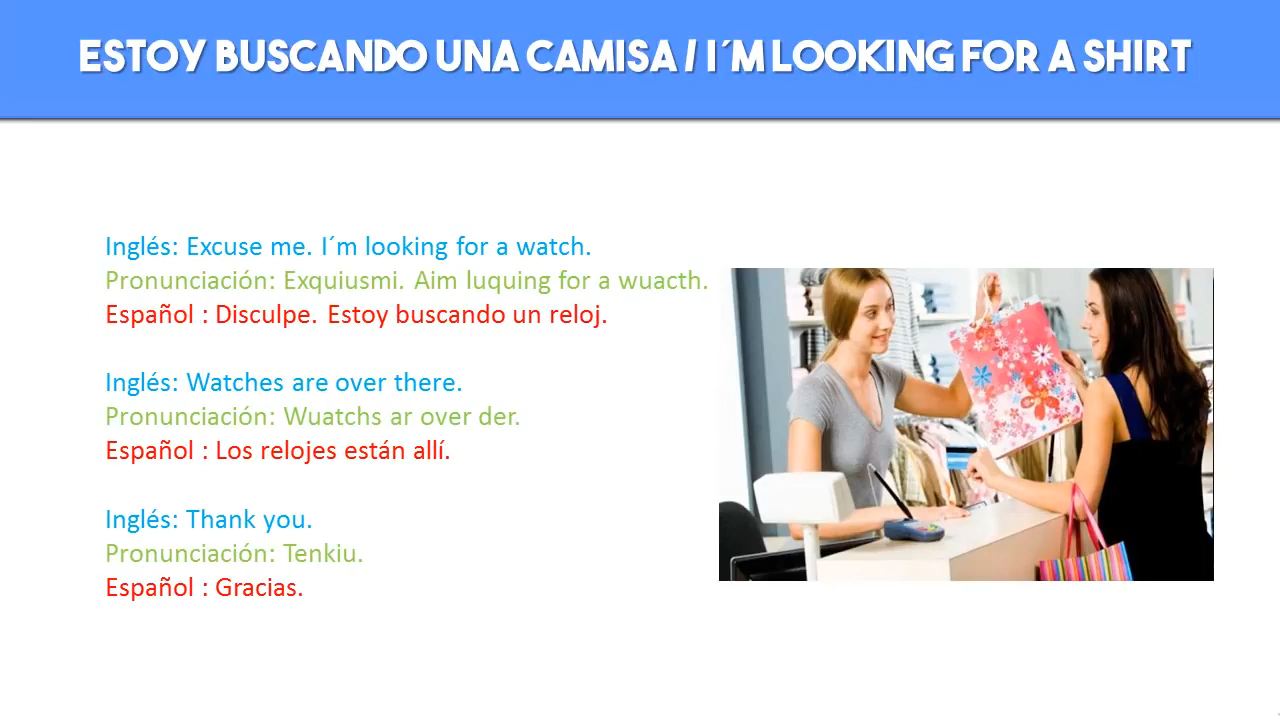 ESTOY BUSCANDO UNA CAMISA / I´M LOOKING FOR A SHIRT
Inglés: Excuse me. I´m looking for a watch.
Pronunciación: Exquiusmi. Aim luquing for a wuacth.
Español : Disculpe. Estoy buscando un reloj.
Inglés: Watches are over there.
Pronunciación: Wuatchs ar over der.
Español : Los relojes están allí.
Inglés: Thank you.
Pronunciación: Tenkiu.
Español : Gracias.